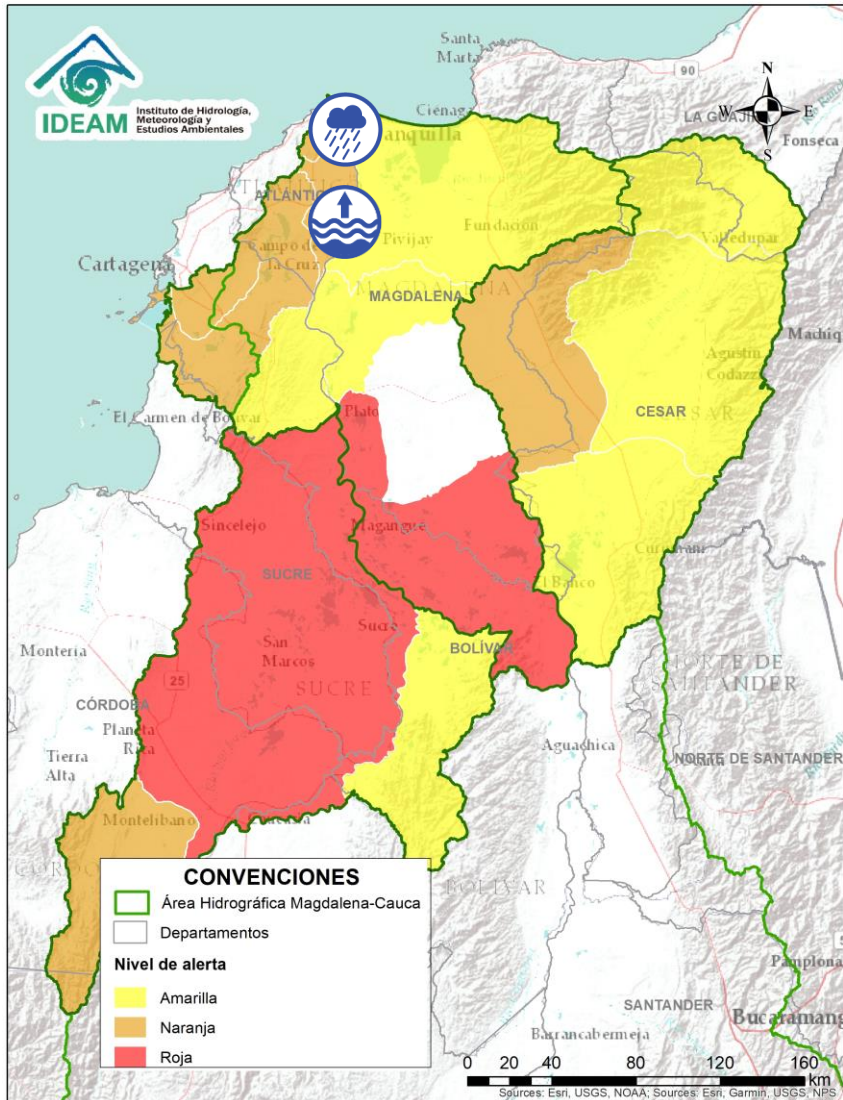 IDEAM
Instituto de Hidrología,
Meteorología y
Estudios Ambientales
Santa
Marta
90
N
W
E
S
Ciénaga
LA GUAJIRA
Fonseca
anquilla
ATLÁNTICO
Fundación
Valledupar
Pivijay
Cartagena
Campo de
la Cruz
MAGDALENA
Machiq
Agustín
Codazzi
El Carmen de Bolívar
Plato
CESAR
Sincelejo
Magangué
SUCRE
El Banco
Sucre
Montería
San
Marcos
BOLÍVAR
SUCRE
NORTE DE
SANTANDER
25
CÓRDOBA
Planeta
Rica
Aguachica
NORTE DE SANTANDER
Tierra
Alta
Montelíbano
BOLÍVAR
CONVENCIONES
Área Hidrográfica Magdalena-Cauca
Departamentos
Nivel de alerta
Amarilla
Naranja
Roja
Pamplona
SANTANDER
Bucaramang
Barrancabermeja
0 20 40 80 120 160
km
Sources: Esri, USGS, NOAA; Sources: Esri, Garmin, USGS, NPS